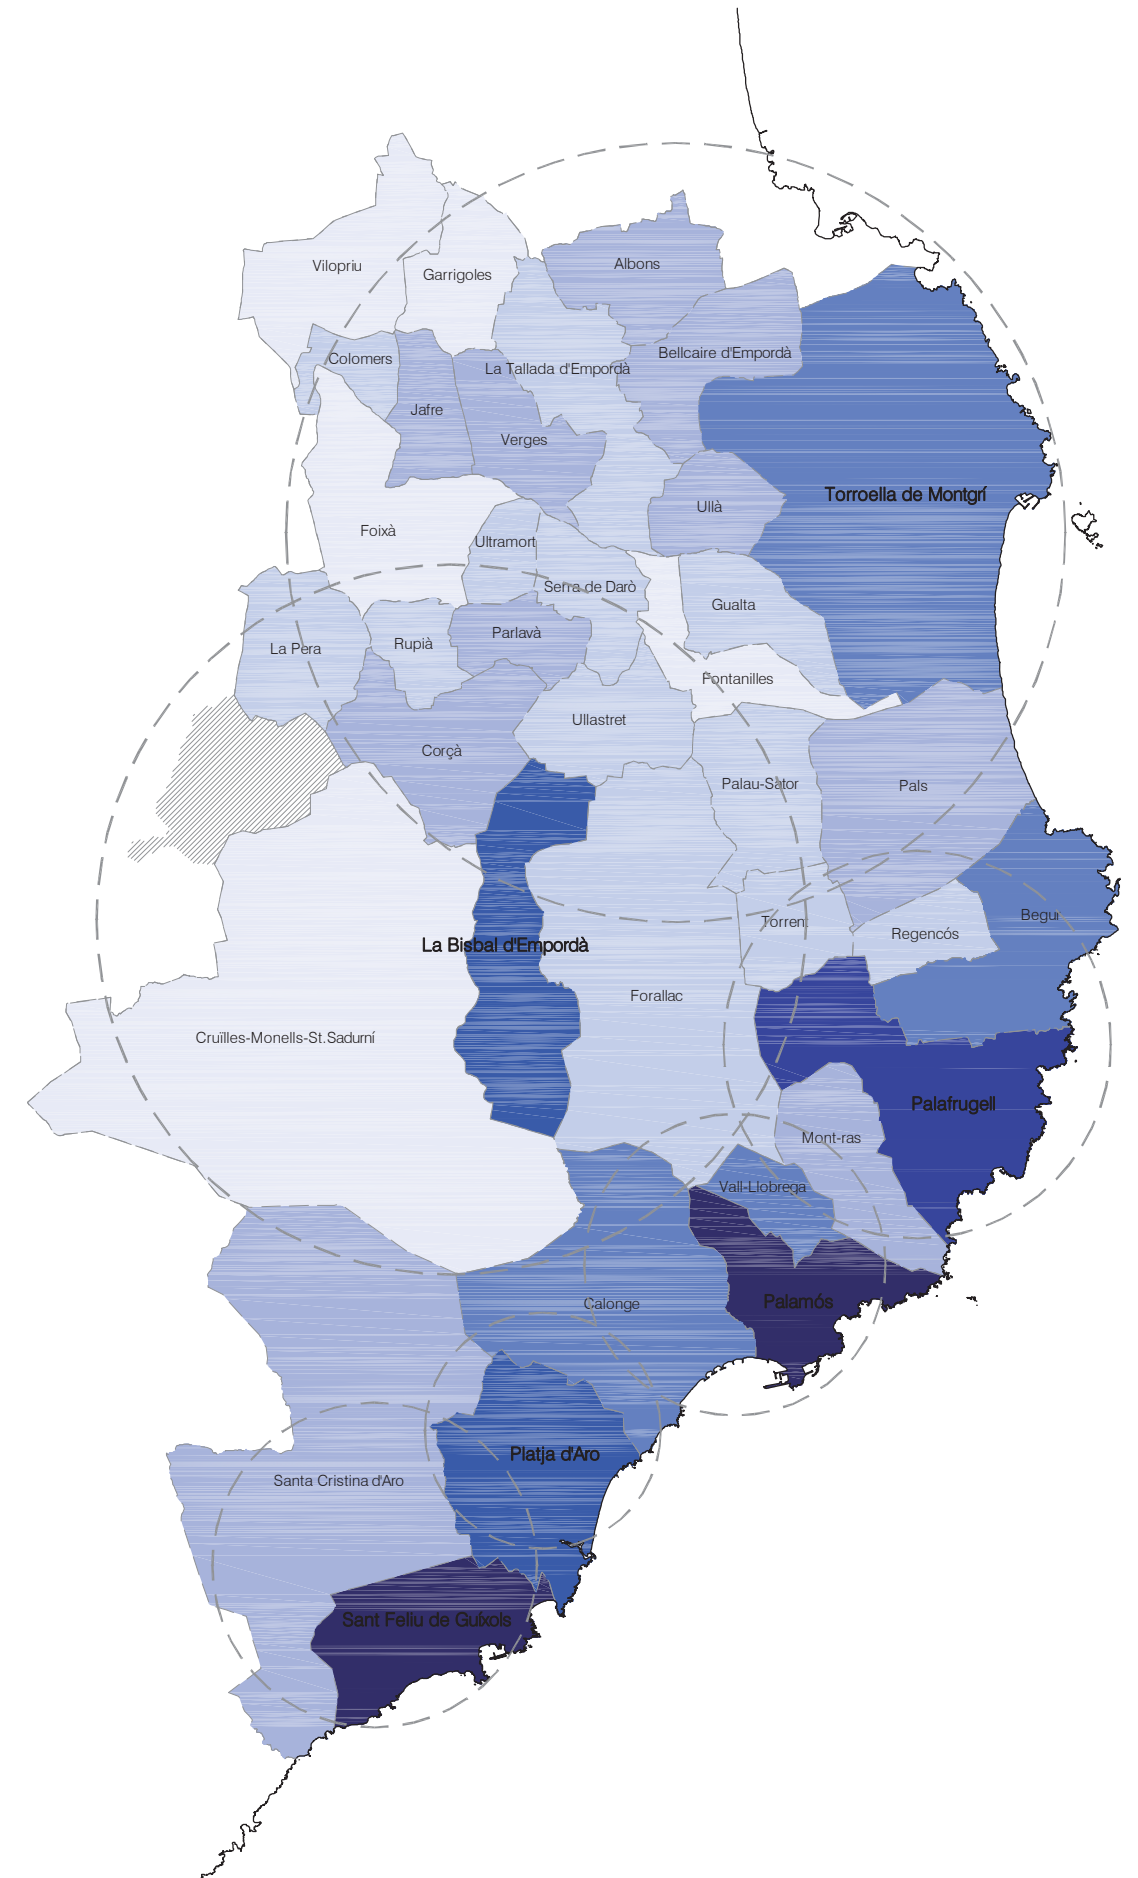 Vilopriu
Garrigoles
Albons
Colomers
La Tallada d'Empordà
Bellcaire d'Empordà
Jafre
Verges
Torroella de Montgrí
Ullà
Foixà
Ultramort
Serra de Darò
Gualta
Parlavà
Rupià
La Pera
Fontanilles
Ullastret
Corçà
Palau-Sator
Pals
Begur
Torrent
Regencós
La Bisbal d'Empordà
Forallac
Cruïlles-Monells-St.Sadurní
Palafrugell
Mont-ras
Vall-Llobrega
Palamós
Calonge
Platja d'Aro
Santa Cristina d'Aro
Sant Feliu de Guíxols